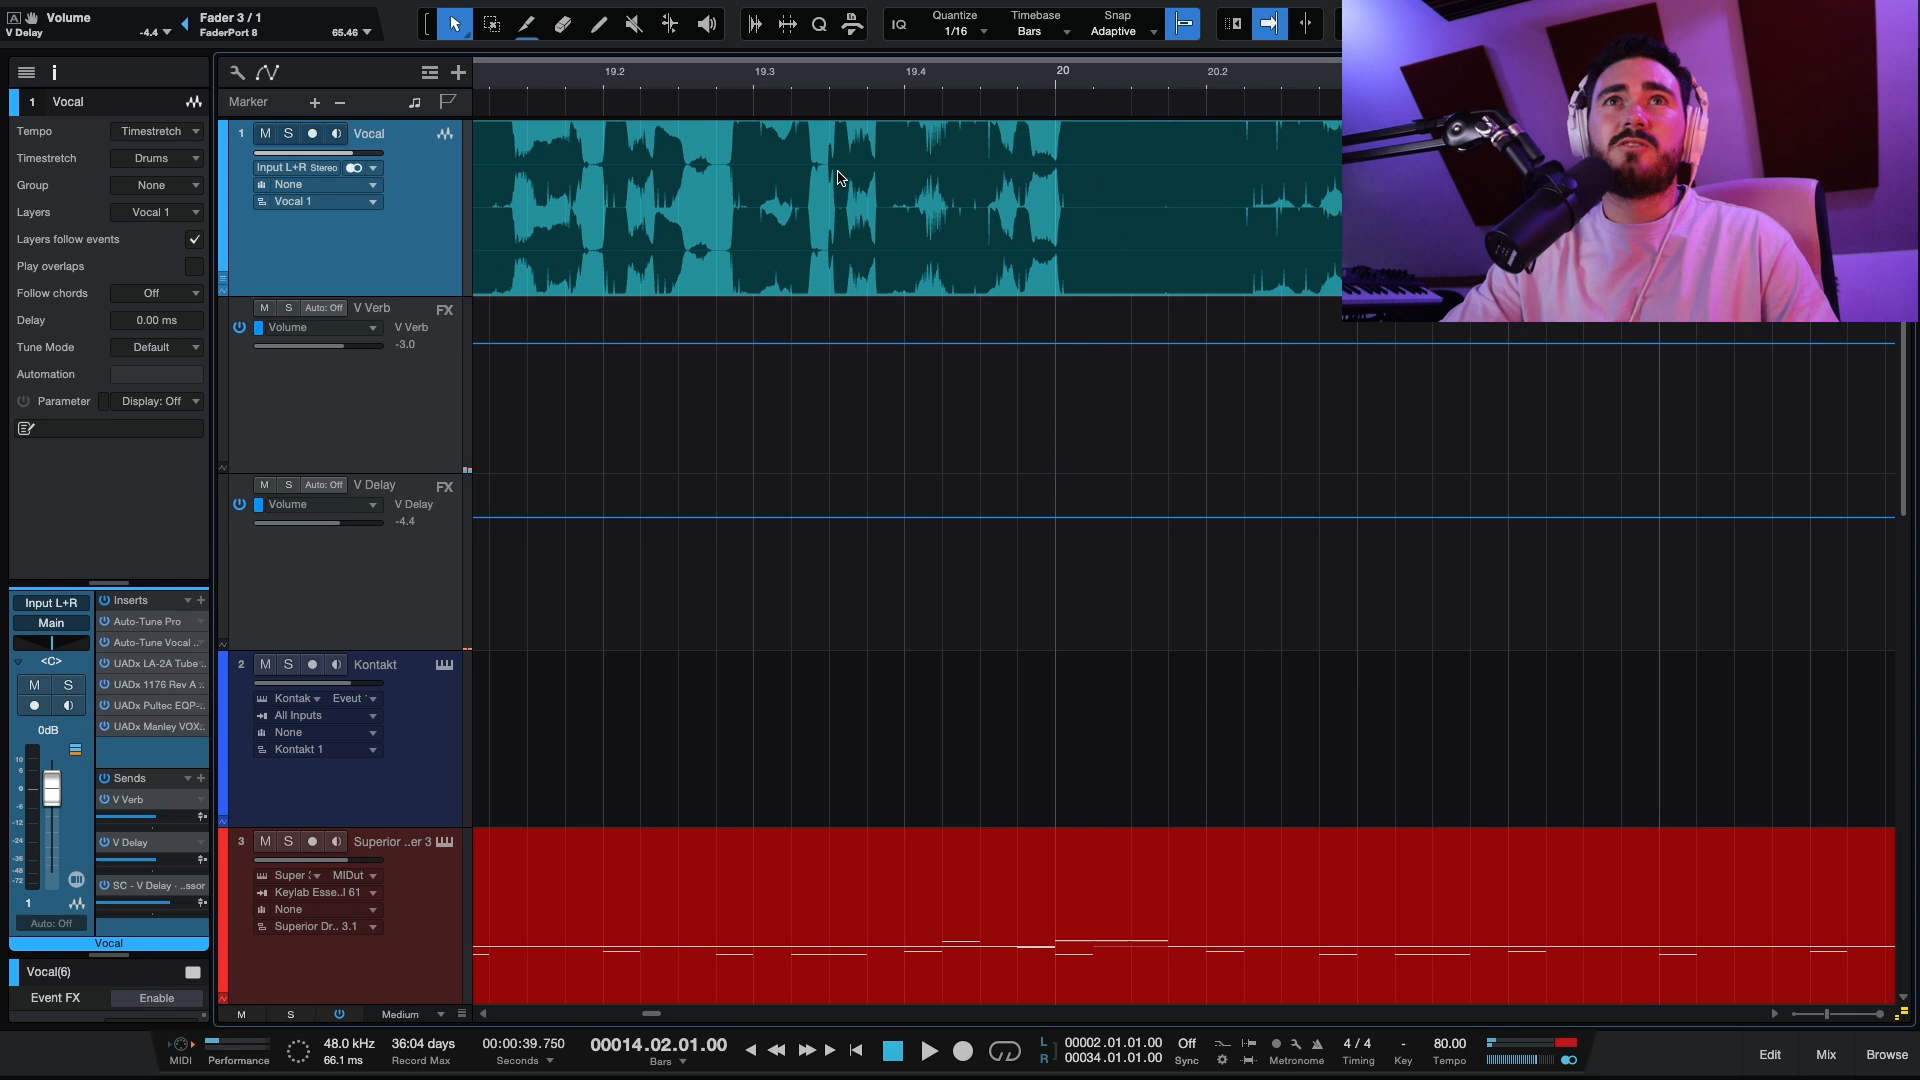 A Volume
V Delay -4.4
Fader 3 / 1
FaderPort 8 65.46
IQ
Quantize
1/16
Timebase
Bars
Snap
Adaptive
i
1 Vocal
Tempo Timestretch
Timestretch Drums
Group None
Layers Vocal 1
Layers follow events
Play overlaps
Follow chords Off
Delay 0.00 ms
Tune Mode Default
Automation
Parameter Display: Off
Marker
19.2 19.3 19.4 20 20.2
1 M S Vocal
Input L+R Stereo
None
Vocal 1
M S Auto: Off V Verb FX
Volume V Verb
-3.0
M S Auto: Off V Delay FX
Volume V Delay
-4.4
2 M S Kontakt
Kontak Eveut
All Inputs
None
Kontakt 1
3 M S Superior ..er 3
Super MIDut
Keylab Esse..l 61
None
Superior Dr.. 3.1
Input L+R
Main
<C>
M S
0dB
10
6
0
-6
-12
-24
-36
-48
-72
1
Auto: Off
Vocal
Inserts
Auto-Tune Pro
Auto-Tune Vocal ..
UADx LA-2A Tube..
UADx 1176 Rev A ..
UADx Pultec EQP-..
UADx Manley VOX..
Sends
V Verb
V Delay
SC - V Delay - ..ssor
Vocal(6)
Event FX Enable
M S Medium
MIDI
Performance
48.0 kHz
66.1 ms
36:04 days
Record Max
00:00:39.750
Seconds
00014.02.01.00
Bars
L 00002.01.01.00
R 00034.01.01.00
Off
Sync
Metronome
Timing
4 / 4
-
Key
80.00
Tempo
Edit Mix Browse